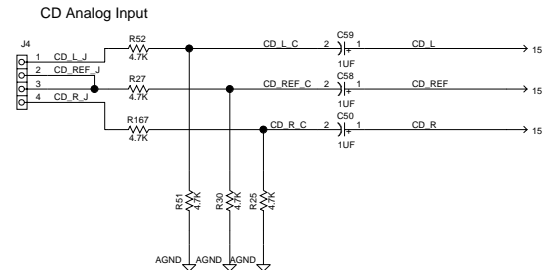 CD Analog Input
J4
1 CD_L_J
2 CD_REF_J
3
4 CD_R_J
R52
4.7K
R27
4.7K
R167
4.7K
CD_L_C 2 C59 1 CD_L 15
1UF
CD_REF_C 2 C58 1 CD_REF 15
1UF
CD_R_C 2 C50 1 CD_R 15
1UF
R51 4.7K
R30 4.7K
R25 4.7K
AGND AGND AGND